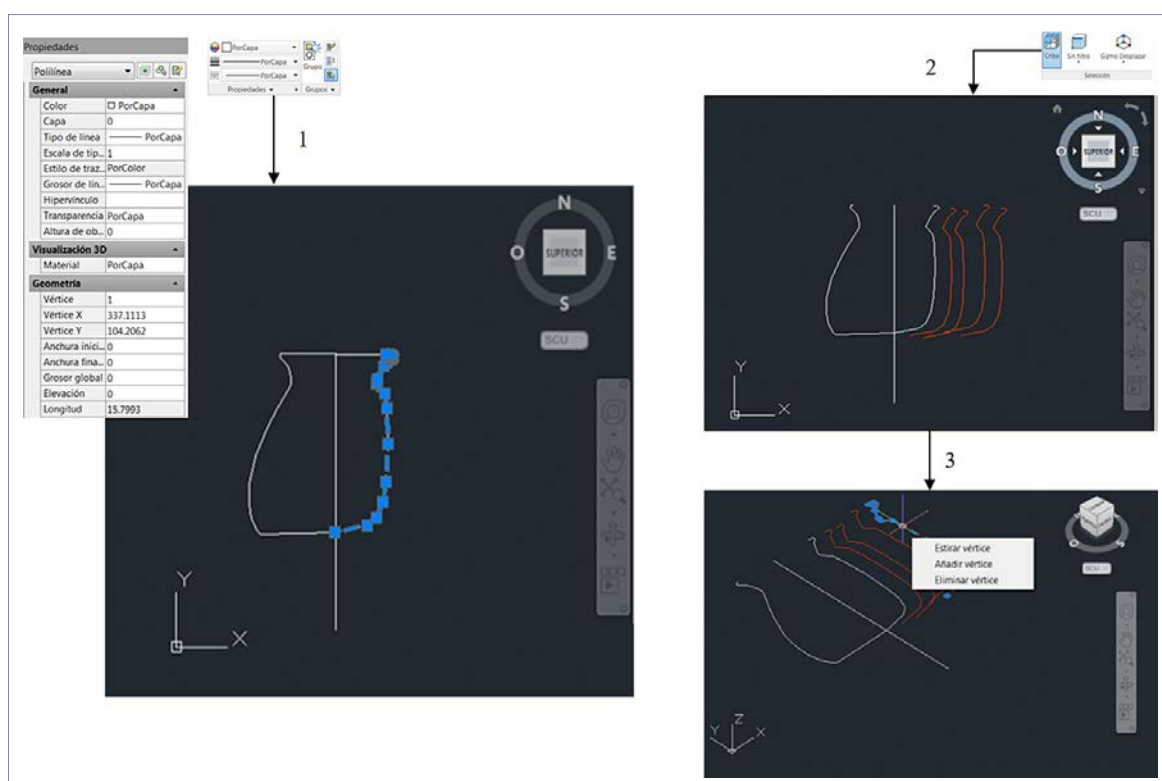 Propiedades
Polilínea
General
Color PorCapa
Capa 0
Tipo de línea PorCapa
Escala de tip... 1
Estilo de traz... PorColor
Grosor de lín... PorCapa
Hipervínculo
Transparencia PorCapa
Altura de ob... 0
Visualización 3D
Material PorCapa
Geometría
Vértice 1
Vértice X 337.1113
Vértice Y 104.2062
Anchura inici... 0
Anchura fina... 0
Grosor global 0
Elevación 0
Longitud 15.7993
PorCapa
PorCapa
PorCapa
Grupo
Propiedades
Grupos
1
N
O SUPERIOR E
S
SCU
Y
X
2
Criba Sin filtro Gizmo Desplazar
Selección
N
O SUPERIOR E
S
SCU
Y
X
3
Estirar vértice
Añadir vértice
Eliminar vértice
SCU
Y Z X